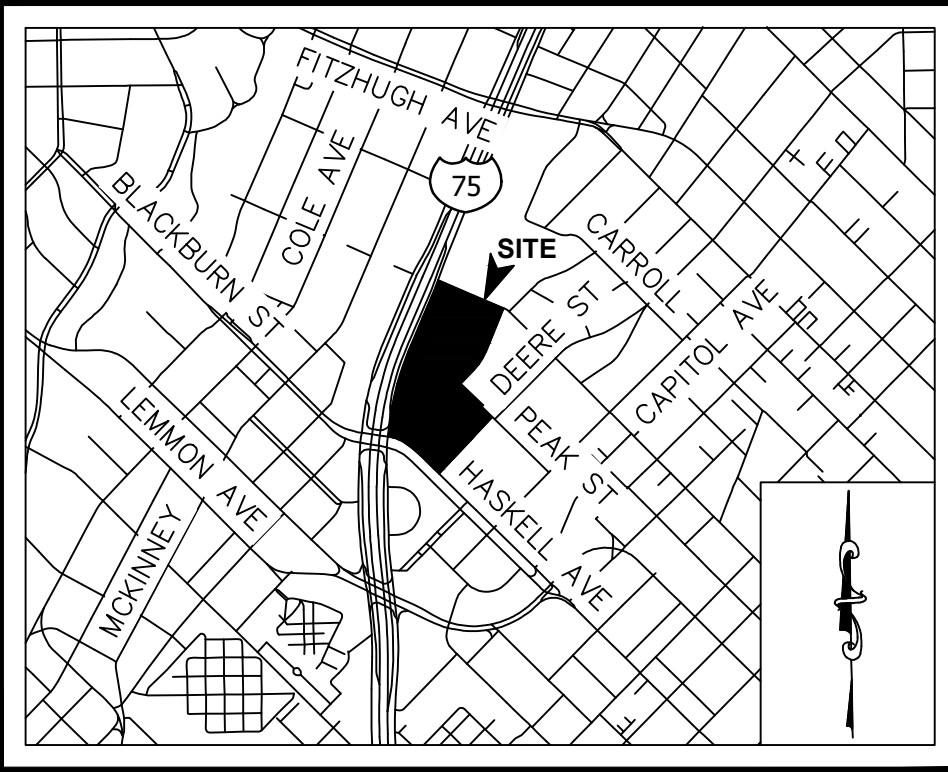 FITZHUGH AVE
COLE AVE
75
BLACKBURN ST
SITE
CARROLL
DEERE ST
CAPITOL AVE
LEMMON AVE
PEAK ST
HASKELL AVE
MCKINNEY